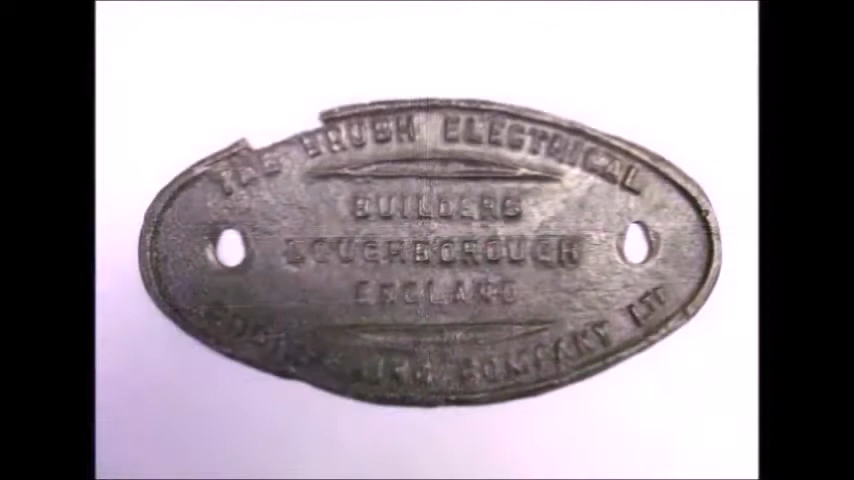 THE BRUSH ELECTRICAL
BUILDERS
LOUGHBOROUGH
ENGLAND
COMPANY LTD